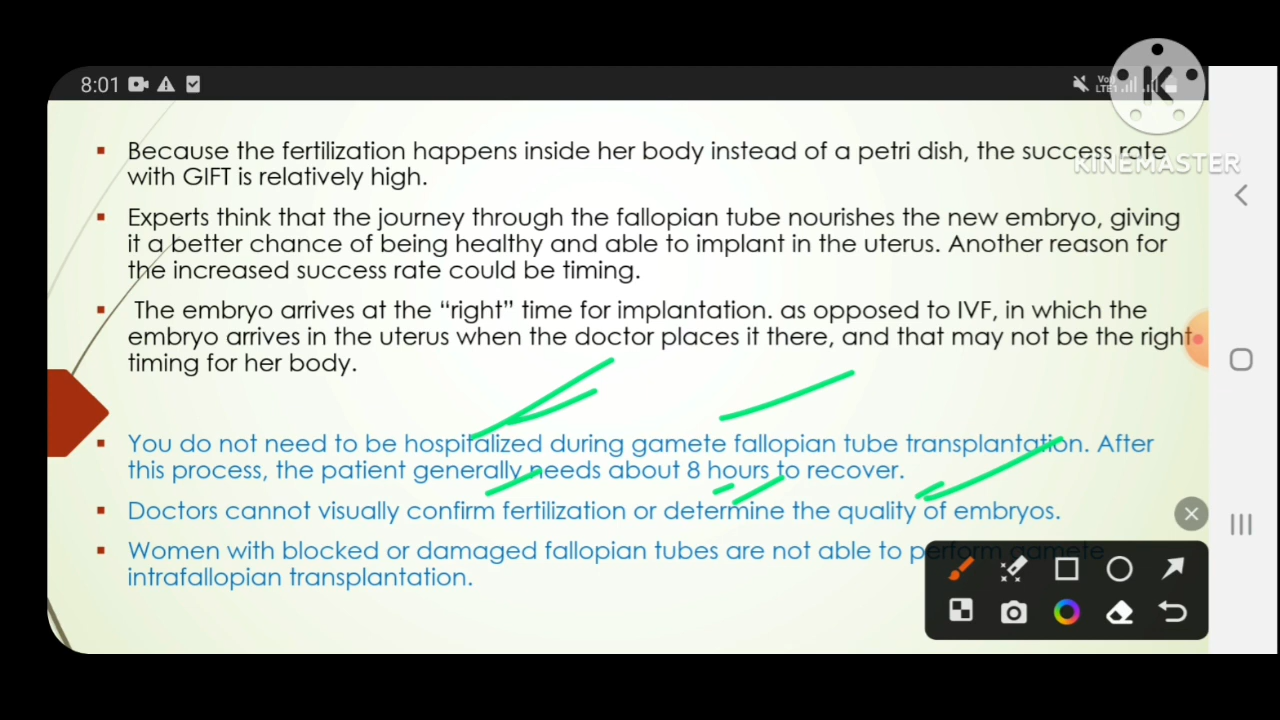 8:01
Vo)) LTE1
KINEMASTER
Because the fertilization happens inside her body instead of a petri dish, the success rate
with GIFT is relatively high.
Experts think that the journey through the fallopian tube nourishes the new embryo, giving
it a better chance of being healthy and able to implant in the uterus. Another reason for
the increased success rate could be timing.
The embryo arrives at the “right” time for implantation. as opposed to IVF, in which the
embryo arrives in the uterus when the doctor places it there, and that may not be the right
timing for her body.
You do not need to be hospitalized during gamete fallopian tube transplantation. After
this process, the patient generally needs about 8 hours to recover.
Doctors cannot visually confirm fertilization or determine the quality of embryos.
Women with blocked or damaged fallopian tubes are not able to perform gamete
intrafallopian transplantation.